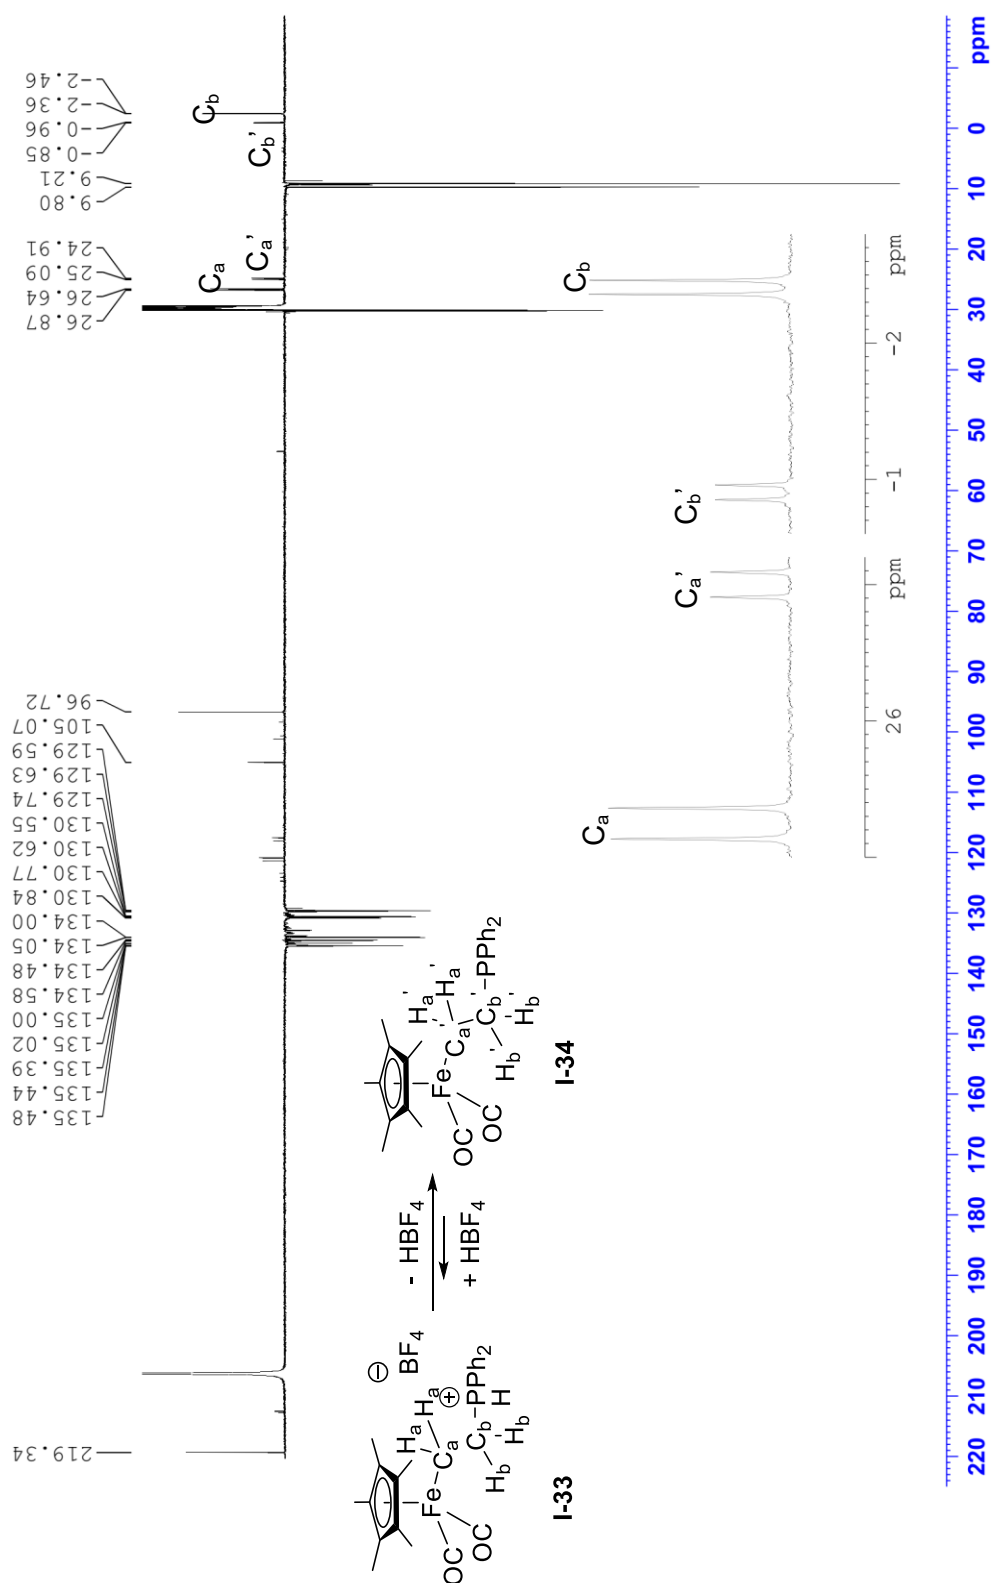 219.34
135.48
135.44
135.39
135.02
135.00
134.58
134.48
134.05
134.00
130.84
130.77
130.62
130.55
129.74
129.63
129.59
105.07
96.72
26.87
26.64
25.09
24.91
9.80
9.21
-0.85
-0.96
-2.36
-2.46
Ca
Ca'
Cb'
Cb
⊖
BF4
Ha
Ha
Fe
Ca
⊕
OC
OC
Cb
PPh2
H
Hb
Hb
I-33
- HBF4
+ HBF4
Ha'
Ha'
Fe
Ca'
OC
OC
Cb'
PPh2
Hb'
Hb'
I-34
Ca
Ca'
Cb'
Cb
26
ppm
-1
-2
ppm
220 210 200 190 180 170 160 150 140 130 120 110 100 90 80 70 60 50 40 30 20 10 0 ppm